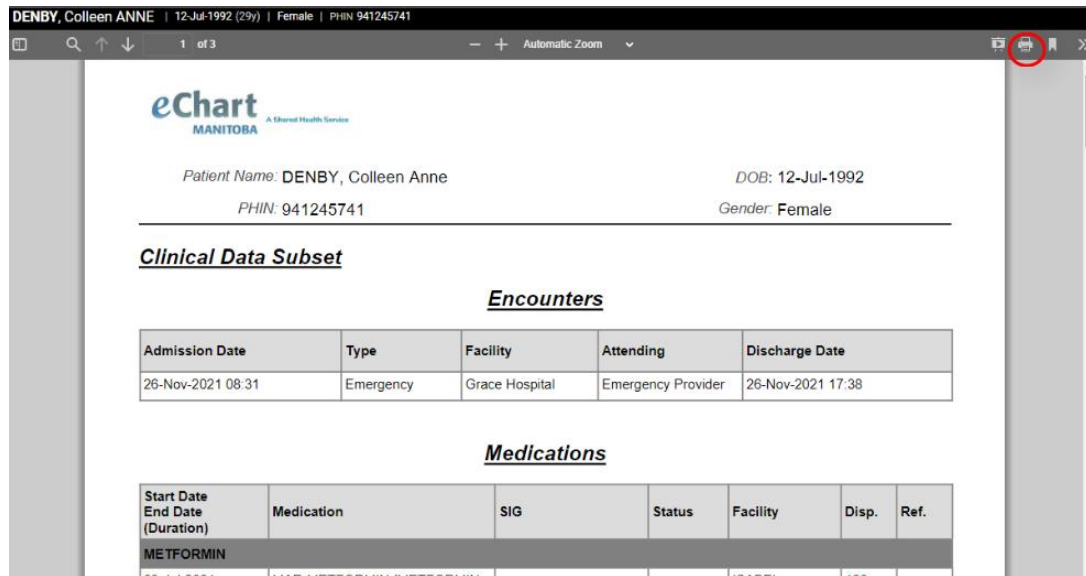 DENBY, Colleen ANNE | 12-Jul-1992 (29y) | Female | PHIN 941245741
1 of 3 Automatic Zoom
eChart
MANITOBA
A Shared Health Service
Patient Name: DENBY, Colleen Anne DOB: 12-Jul-1992
PHIN: 941245741 Gender: Female
Clinical Data Subset
Encounters
Admission Date Type Facility Attending Discharge Date
26-Nov-2021 08:31 Emergency Grace Hospital Emergency Provider 26-Nov-2021 17:38
Medications
Start Date
End Date
(Duration) Medication SIG Status Facility Disp. Ref.
METFORMIN